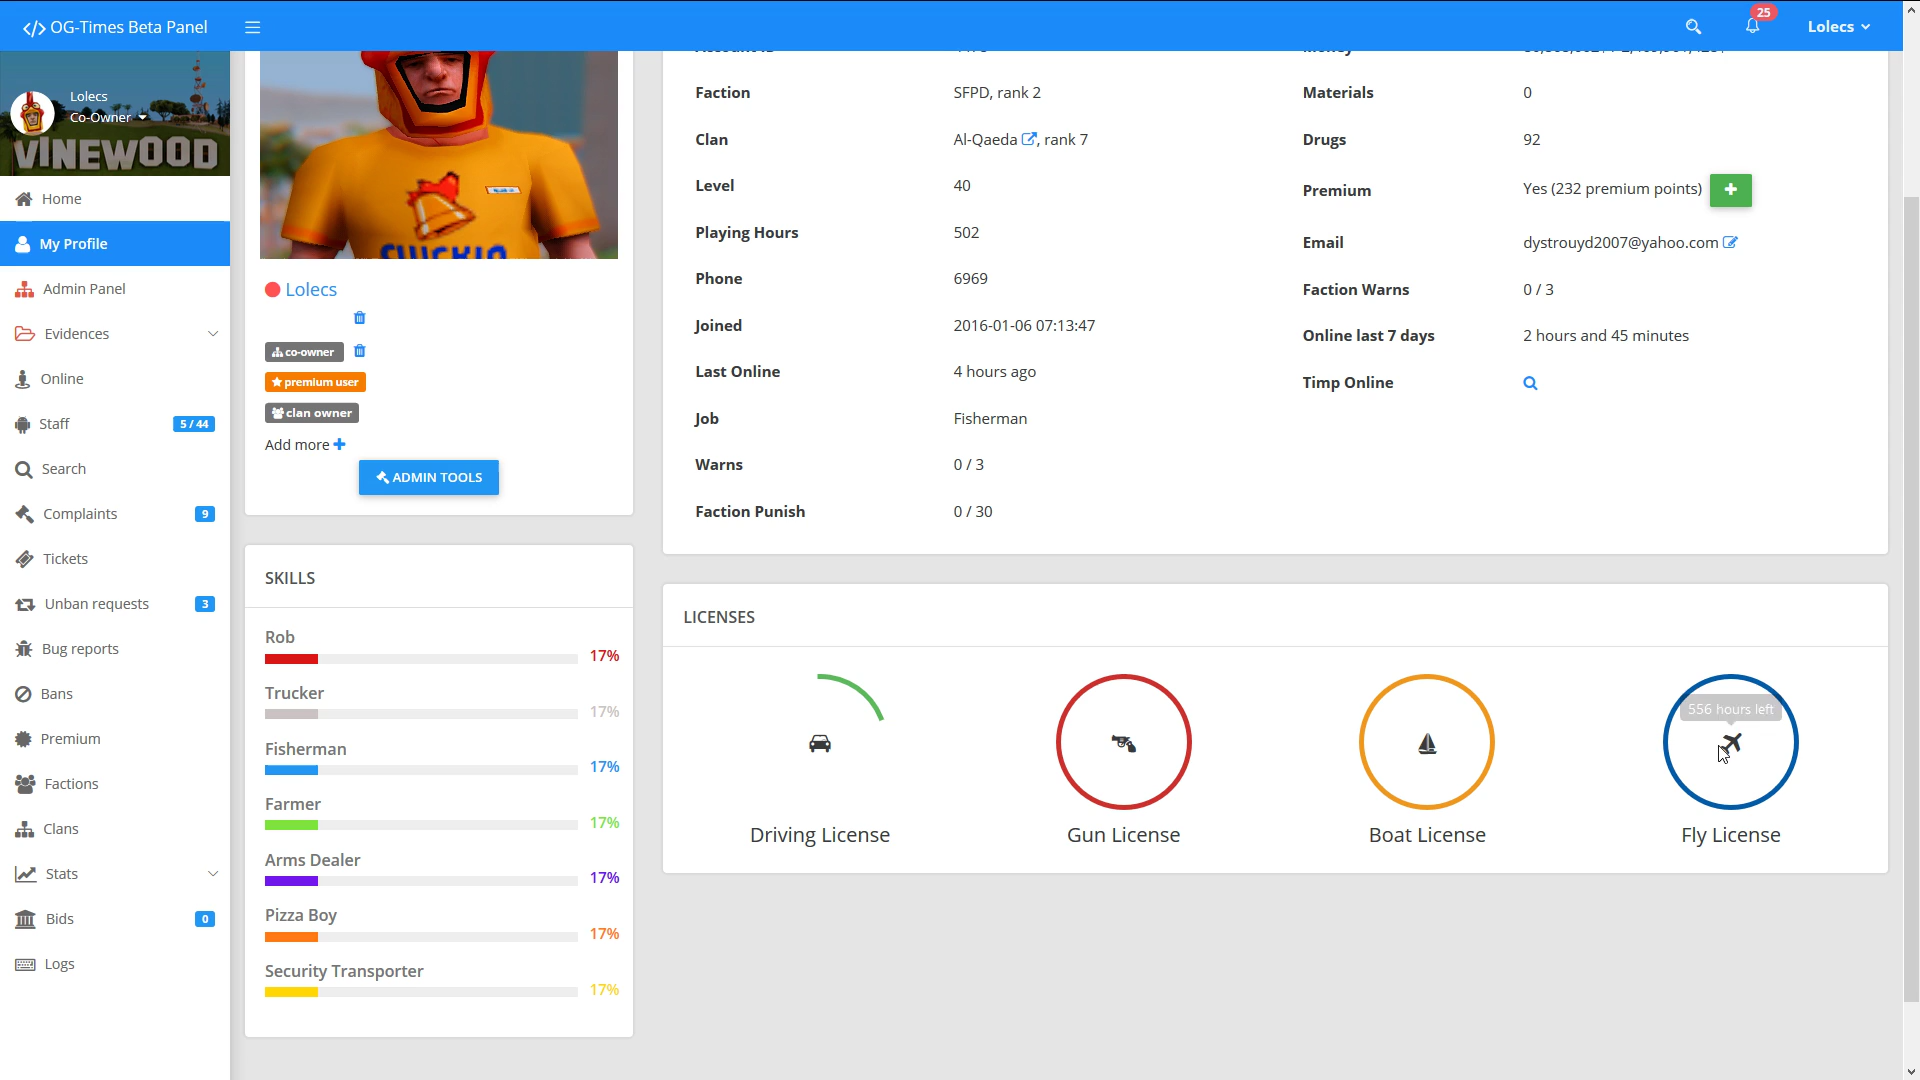 OG-Times Beta Panel
25
Lolecs
Lolecs
Co-Owner
VINEWOOD
Home
My Profile
Admin Panel
Evidences
Online
Staff 5 / 44
Search
Complaints 9
Tickets
Unban requests 3
Bug reports
Bans
Premium
Factions
Clans
Stats
Bids 0
Logs
Lolecs
co-owner
premium user
clan owner
Add more
ADMIN TOOLS
SKILLS
Rob
17%
Trucker
17%
Fisherman
17%
Farmer
17%
Arms Dealer
17%
Pizza Boy
17%
Security Transporter
17%
Faction SFPD, rank 2
Clan Al-Qaeda , rank 7
Level 40
Playing Hours 502
Phone 6969
Joined 2016-01-06 07:13:47
Last Online 4 hours ago
Job Fisherman
Warns 0 / 3
Faction Punish 0 / 30
Materials 0
Drugs 92
Premium Yes (232 premium points)
Email dystrouyd2007@yahoo.com
Faction Warns 0 / 3
Online last 7 days 2 hours and 45 minutes
Timp Online
LICENSES
556 hours left
Driving License
Gun License
Boat License
Fly License